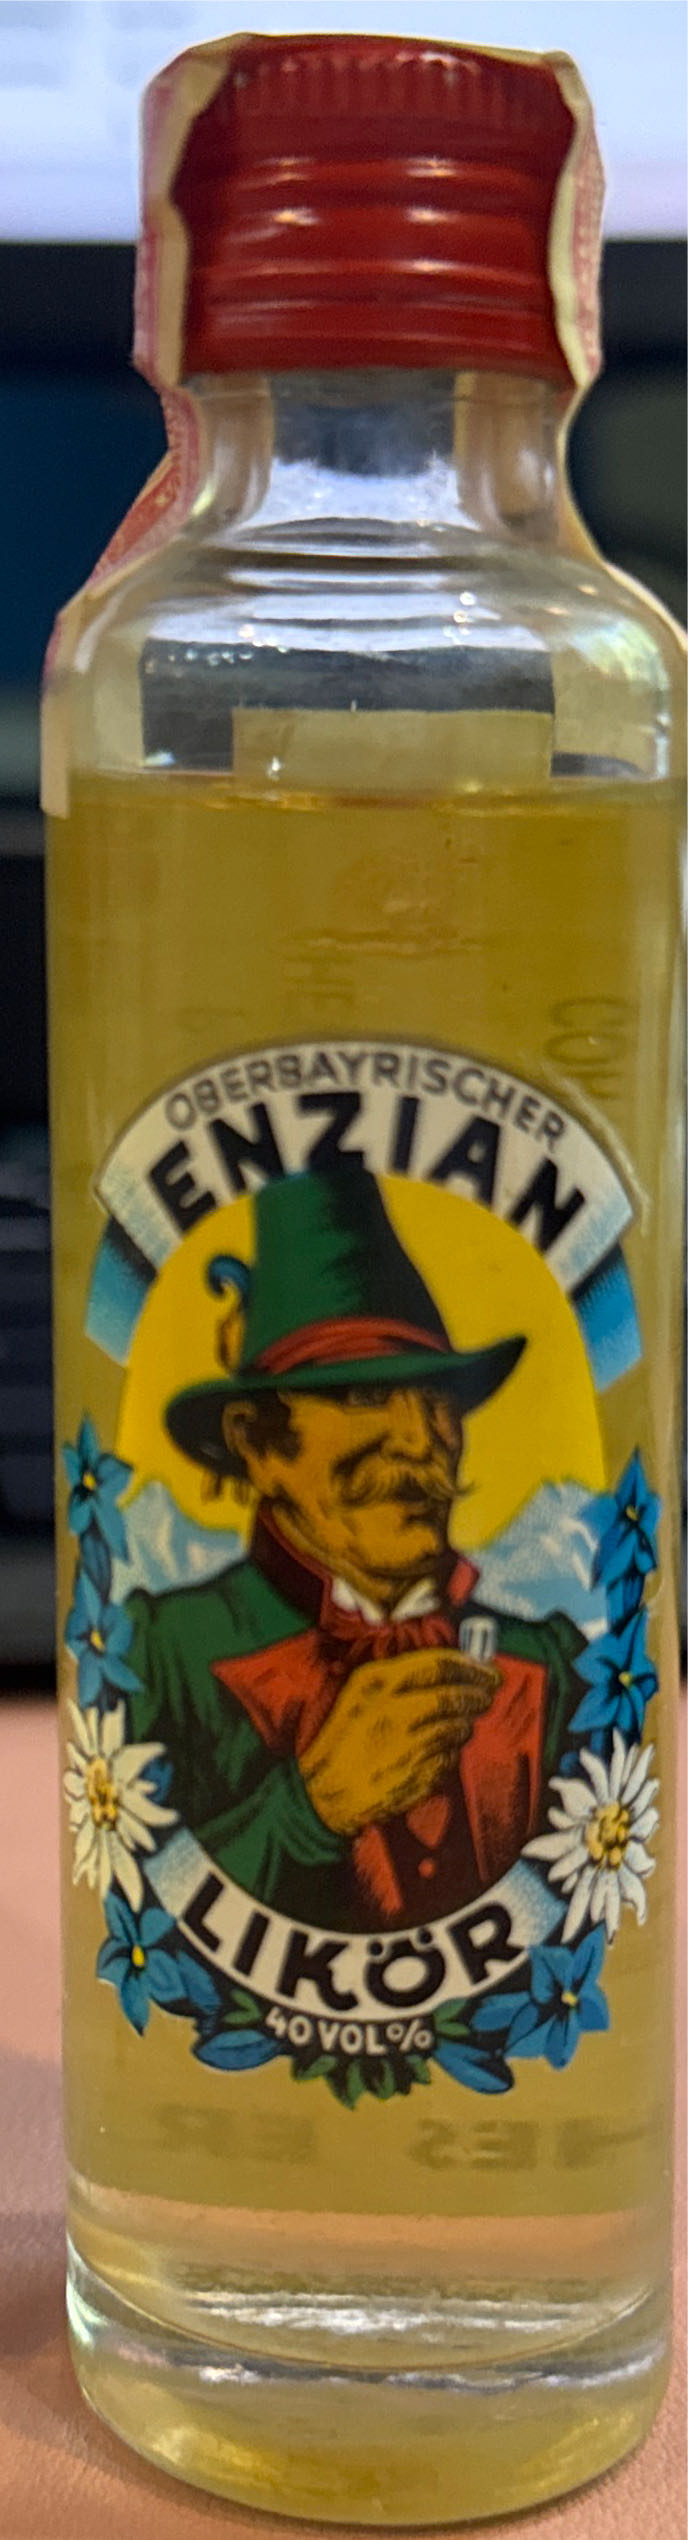 OBERBAYRISCHER
ENZIAN
LIKÖR
40 VOL%